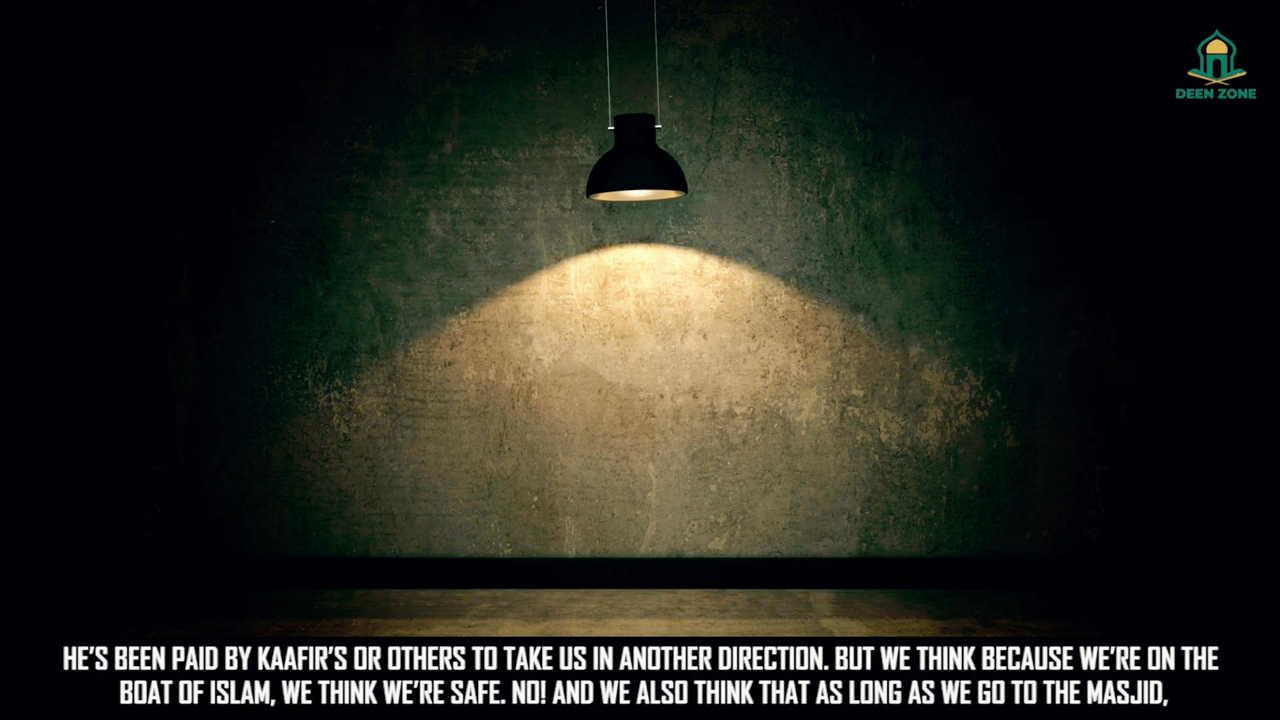 DEEN ZONE
HE'S BEEN PAID BY KAAFIR'S OR OTHERS TO TAKE US IN ANOTHER DIRECTION. BUT WE THINK BECAUSE WE'RE ON THE
BOAT OF ISLAM, WE THINK WE'RE SAFE. NO! AND WE ALSO THINK THAT AS LONG AS WE GO TO THE MASJID,